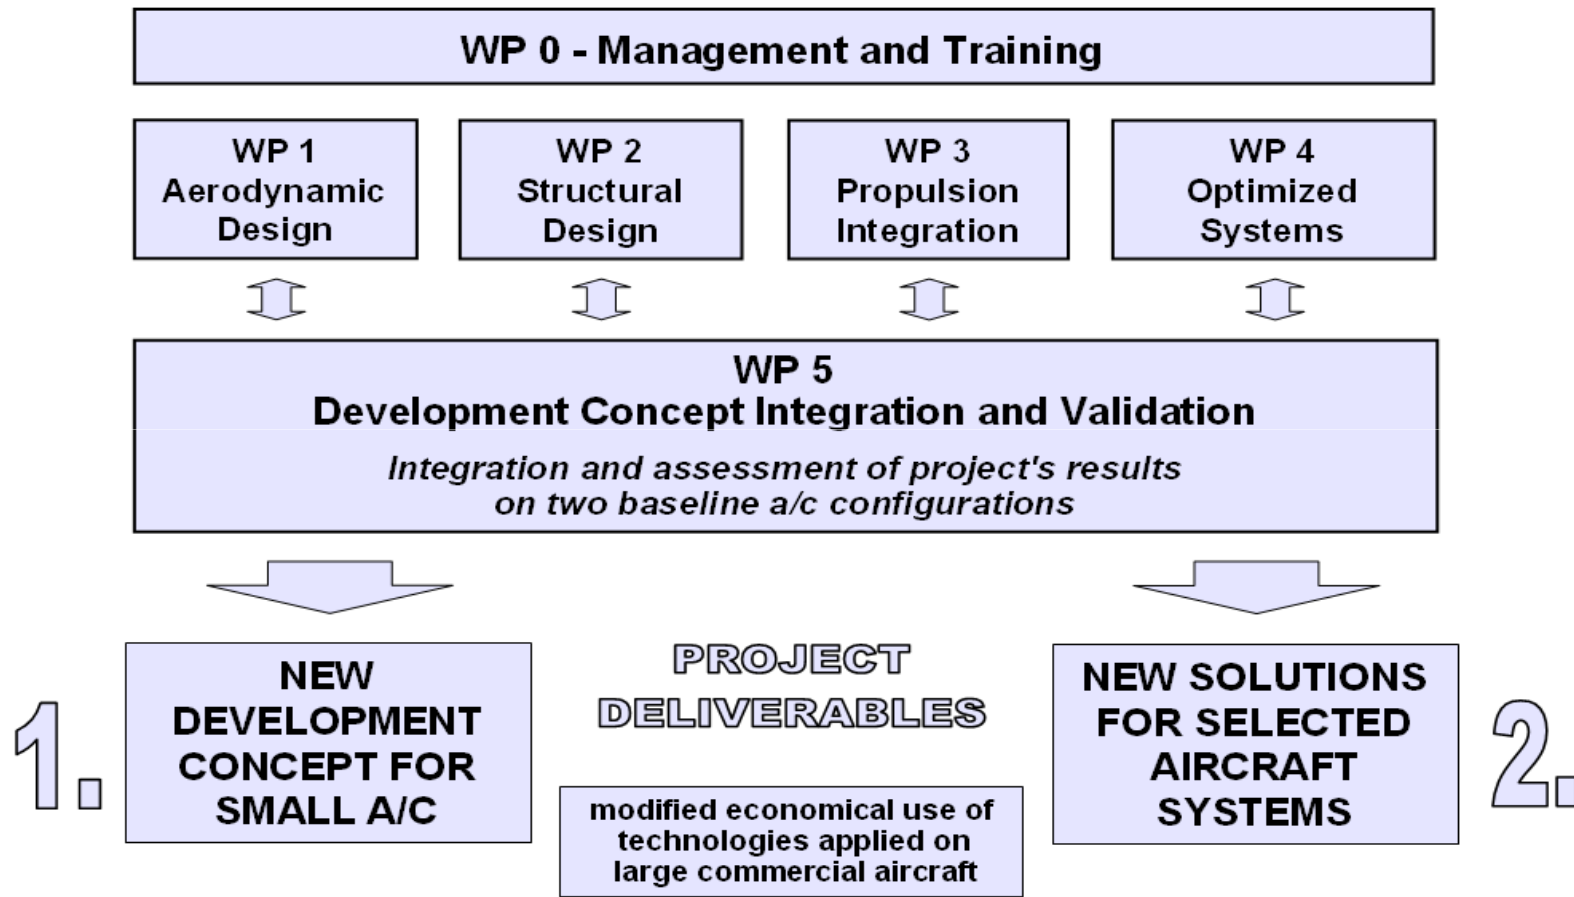 WP 0 - Management and Training
WP 1
Aerodynamic
Design
WP 2
Structural
Design
WP 3
Propulsion
Integration
WP 4
Optimized
Systems
WP 5
Development Concept Integration and Validation
Integration and assessment of project's results
on two baseline a/c configurations
1.
NEW
DEVELOPMENT
CONCEPT FOR
SMALL A/C
PROJECT
DELIVERABLES
modified economical use of
technologies applied on
large commercial aircraft
NEW SOLUTIONS
FOR SELECTED
AIRCRAFT
SYSTEMS
2.